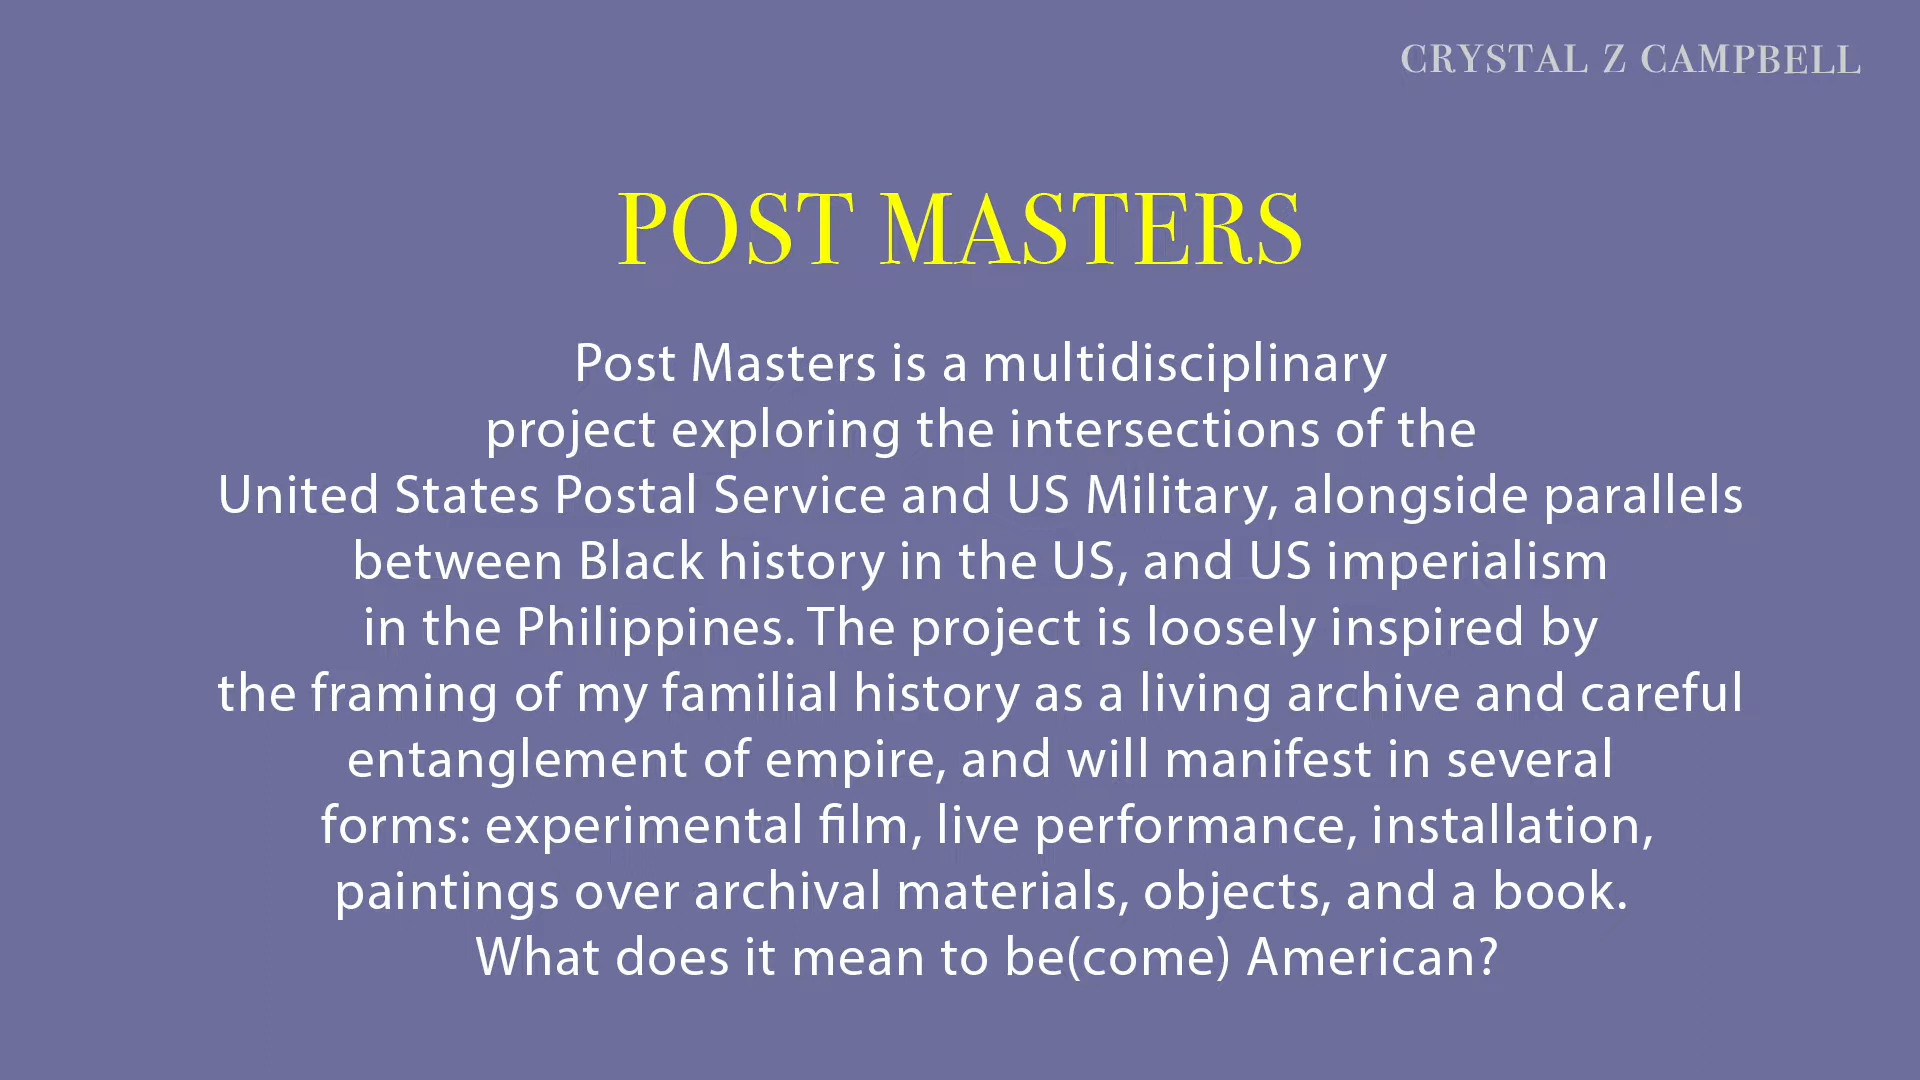 CRYSTAL Z CAMPBELL
POST MASTERS
Post Masters is a multidisciplinary
project exploring the intersections of the
United States Postal Service and US Military, alongside parallels
between Black history in the US, and US imperialism
in the Philippines. The project is loosely inspired by
the framing of my familial history as a living archive and careful
entanglement of empire, and will manifest in several
forms: experimental film, live performance, installation,
paintings over archival materials, objects, and a book.
What does it mean to be(come) American?